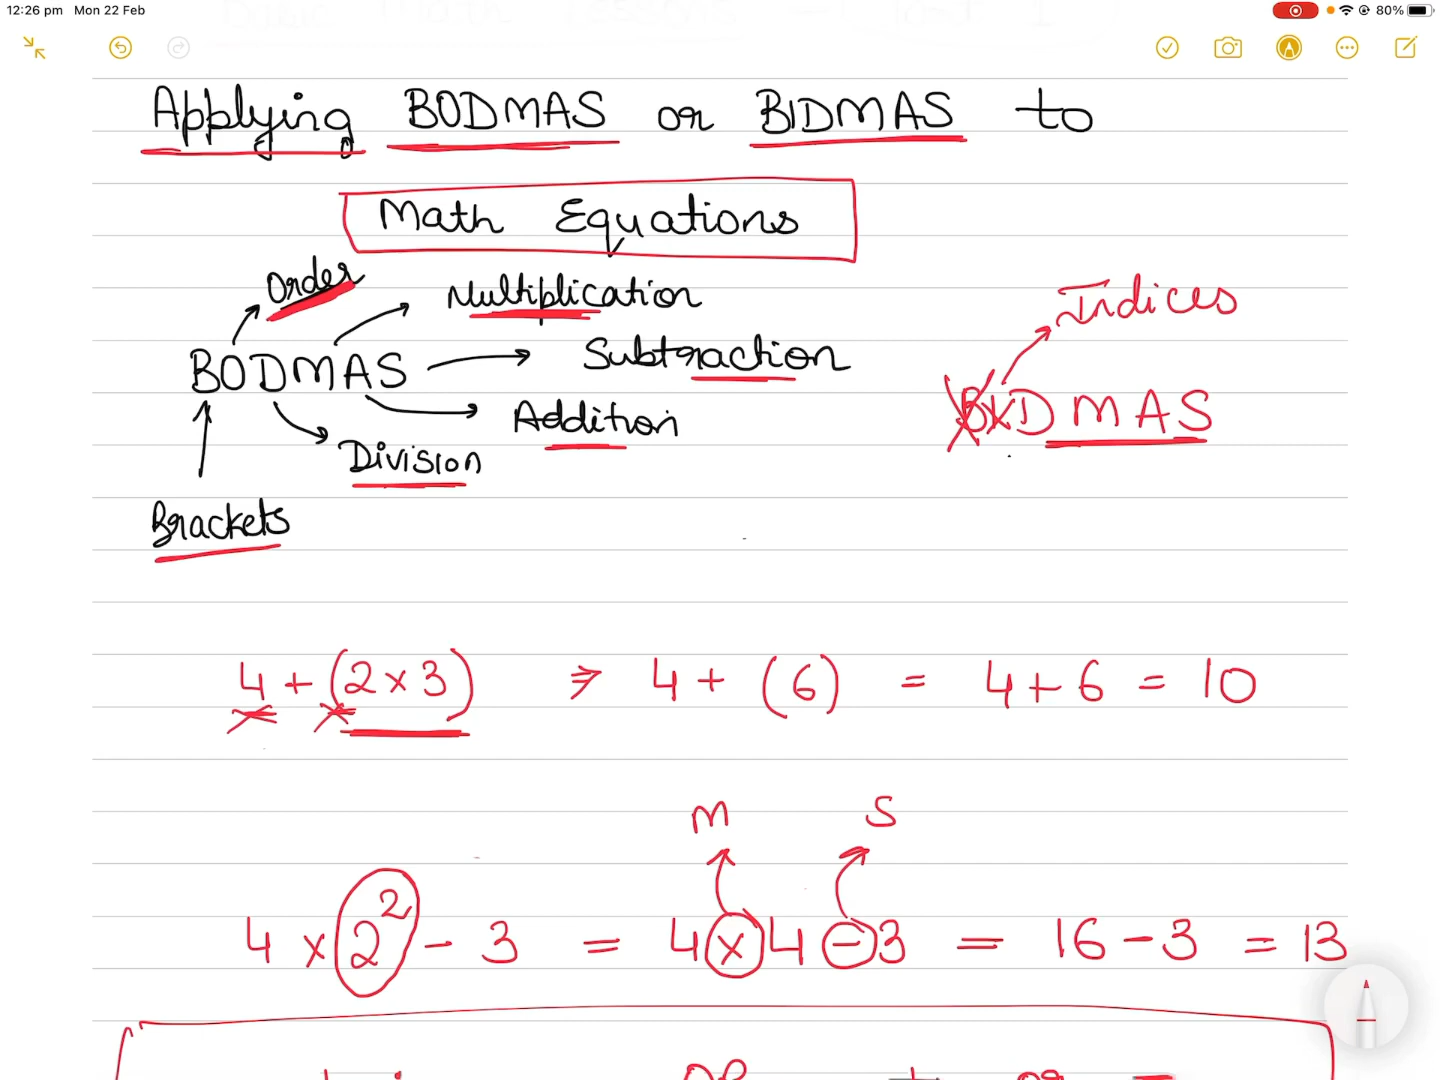 12:26 pm Mon 22 Feb 80%
Applying BODMAS or BIDMAS to
Math Equations
Order
Multiplication
Indices
BODMAS
Subtraction
BIDMAS
Addition
Division
Brackets
4 + (2 × 3) ⇒ 4 + (6) = 4 + 6 = 10
M S
4 × 2² - 3 = 4 × 4 - 3 = 16 - 3 = 13